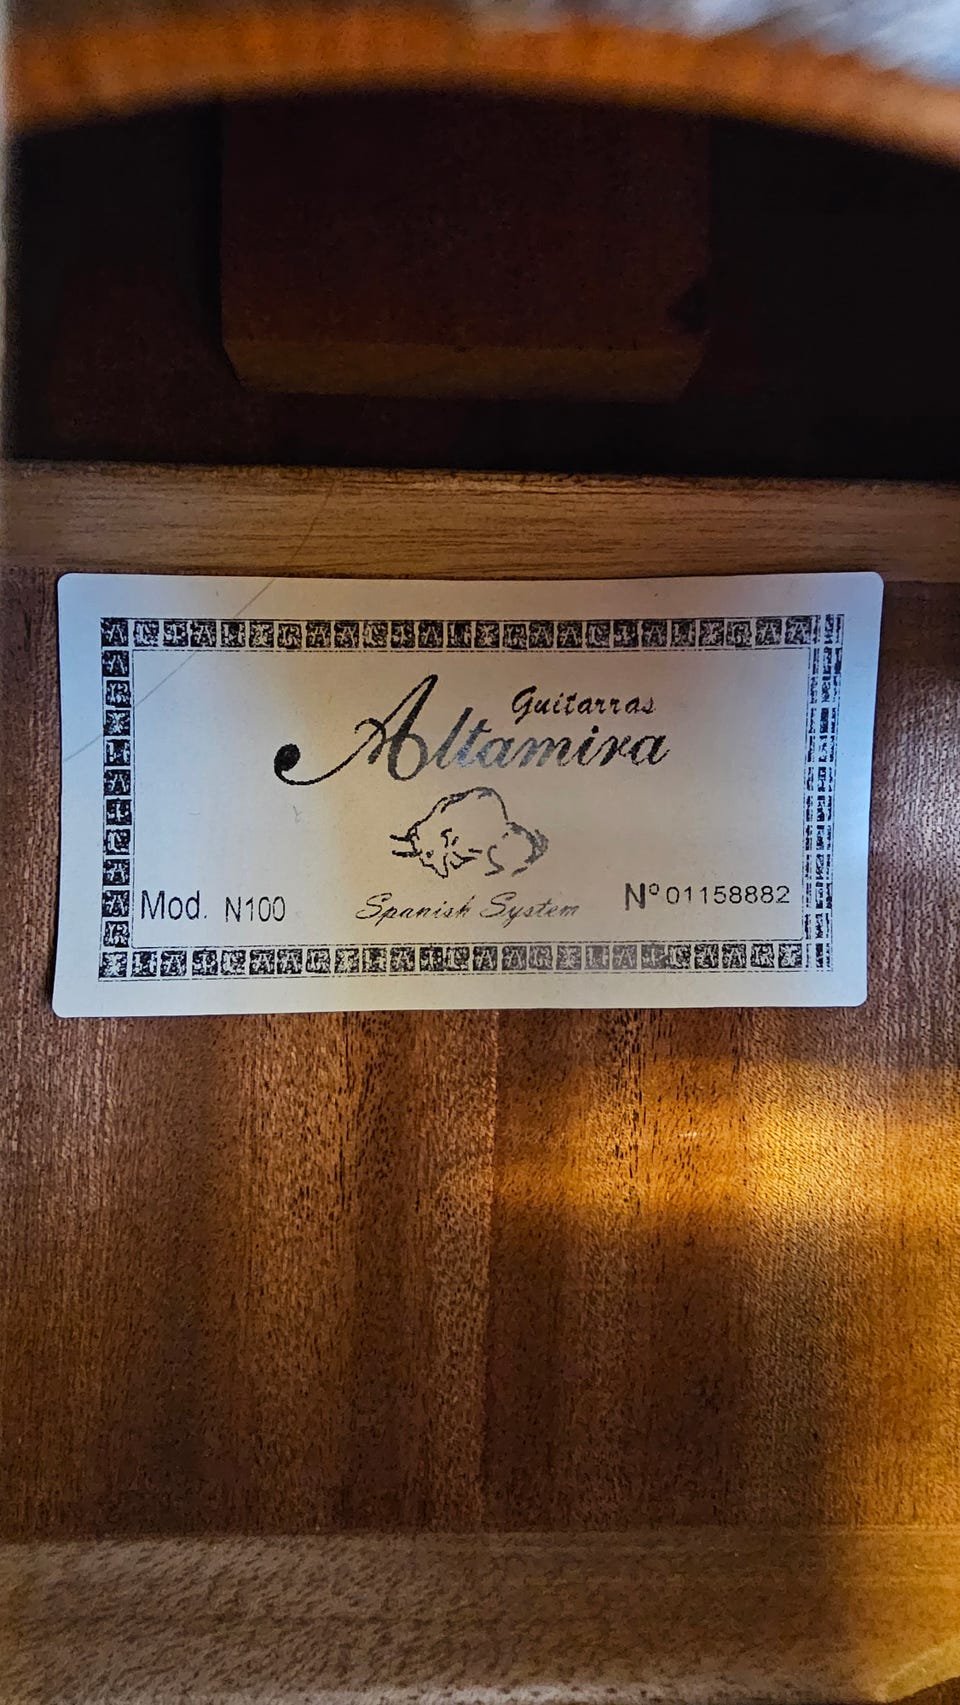 Guitarras
Altamira
Mod. N100
Spanish System
Nº 01158882